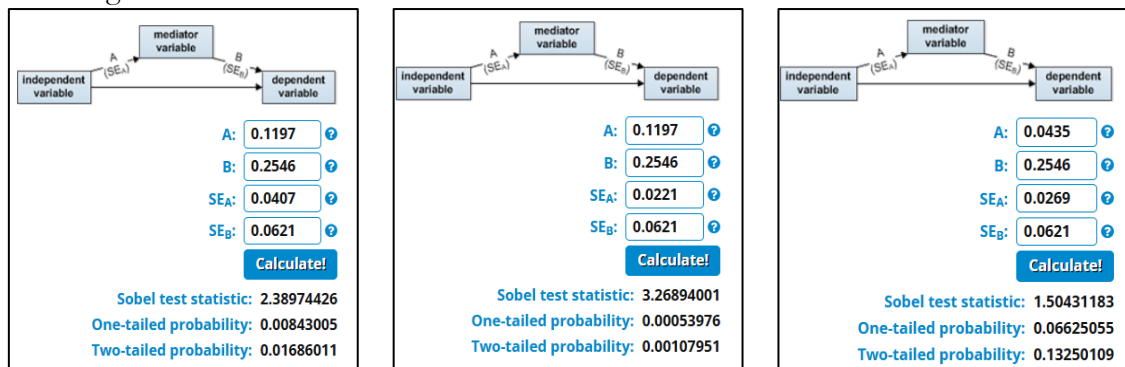 mediator
variable
A
(SEA)
B
(SEB)
independent
variable
dependent
variable
A: 0.1197
B: 0.2546
SEA: 0.0407
SEB: 0.0621
Calculate!
Sobel test statistic: 2.38974426
One-tailed probability: 0.00843005
Two-tailed probability: 0.01686011
mediator
variable
A
(SEA)
B
(SEB)
independent
variable
dependent
variable
A: 0.1197
B: 0.2546
SEA: 0.0221
SEB: 0.0621
Calculate!
Sobel test statistic: 3.26894001
One-tailed probability: 0.00053976
Two-tailed probability: 0.00107951
mediator
variable
A
(SEA)
B
(SEB)
independent
variable
dependent
variable
A: 0.0435
B: 0.2546
SEA: 0.0269
SEB: 0.0621
Calculate!
Sobel test statistic: 1.50431183
One-tailed probability: 0.06625055
Two-tailed probability: 0.13250109